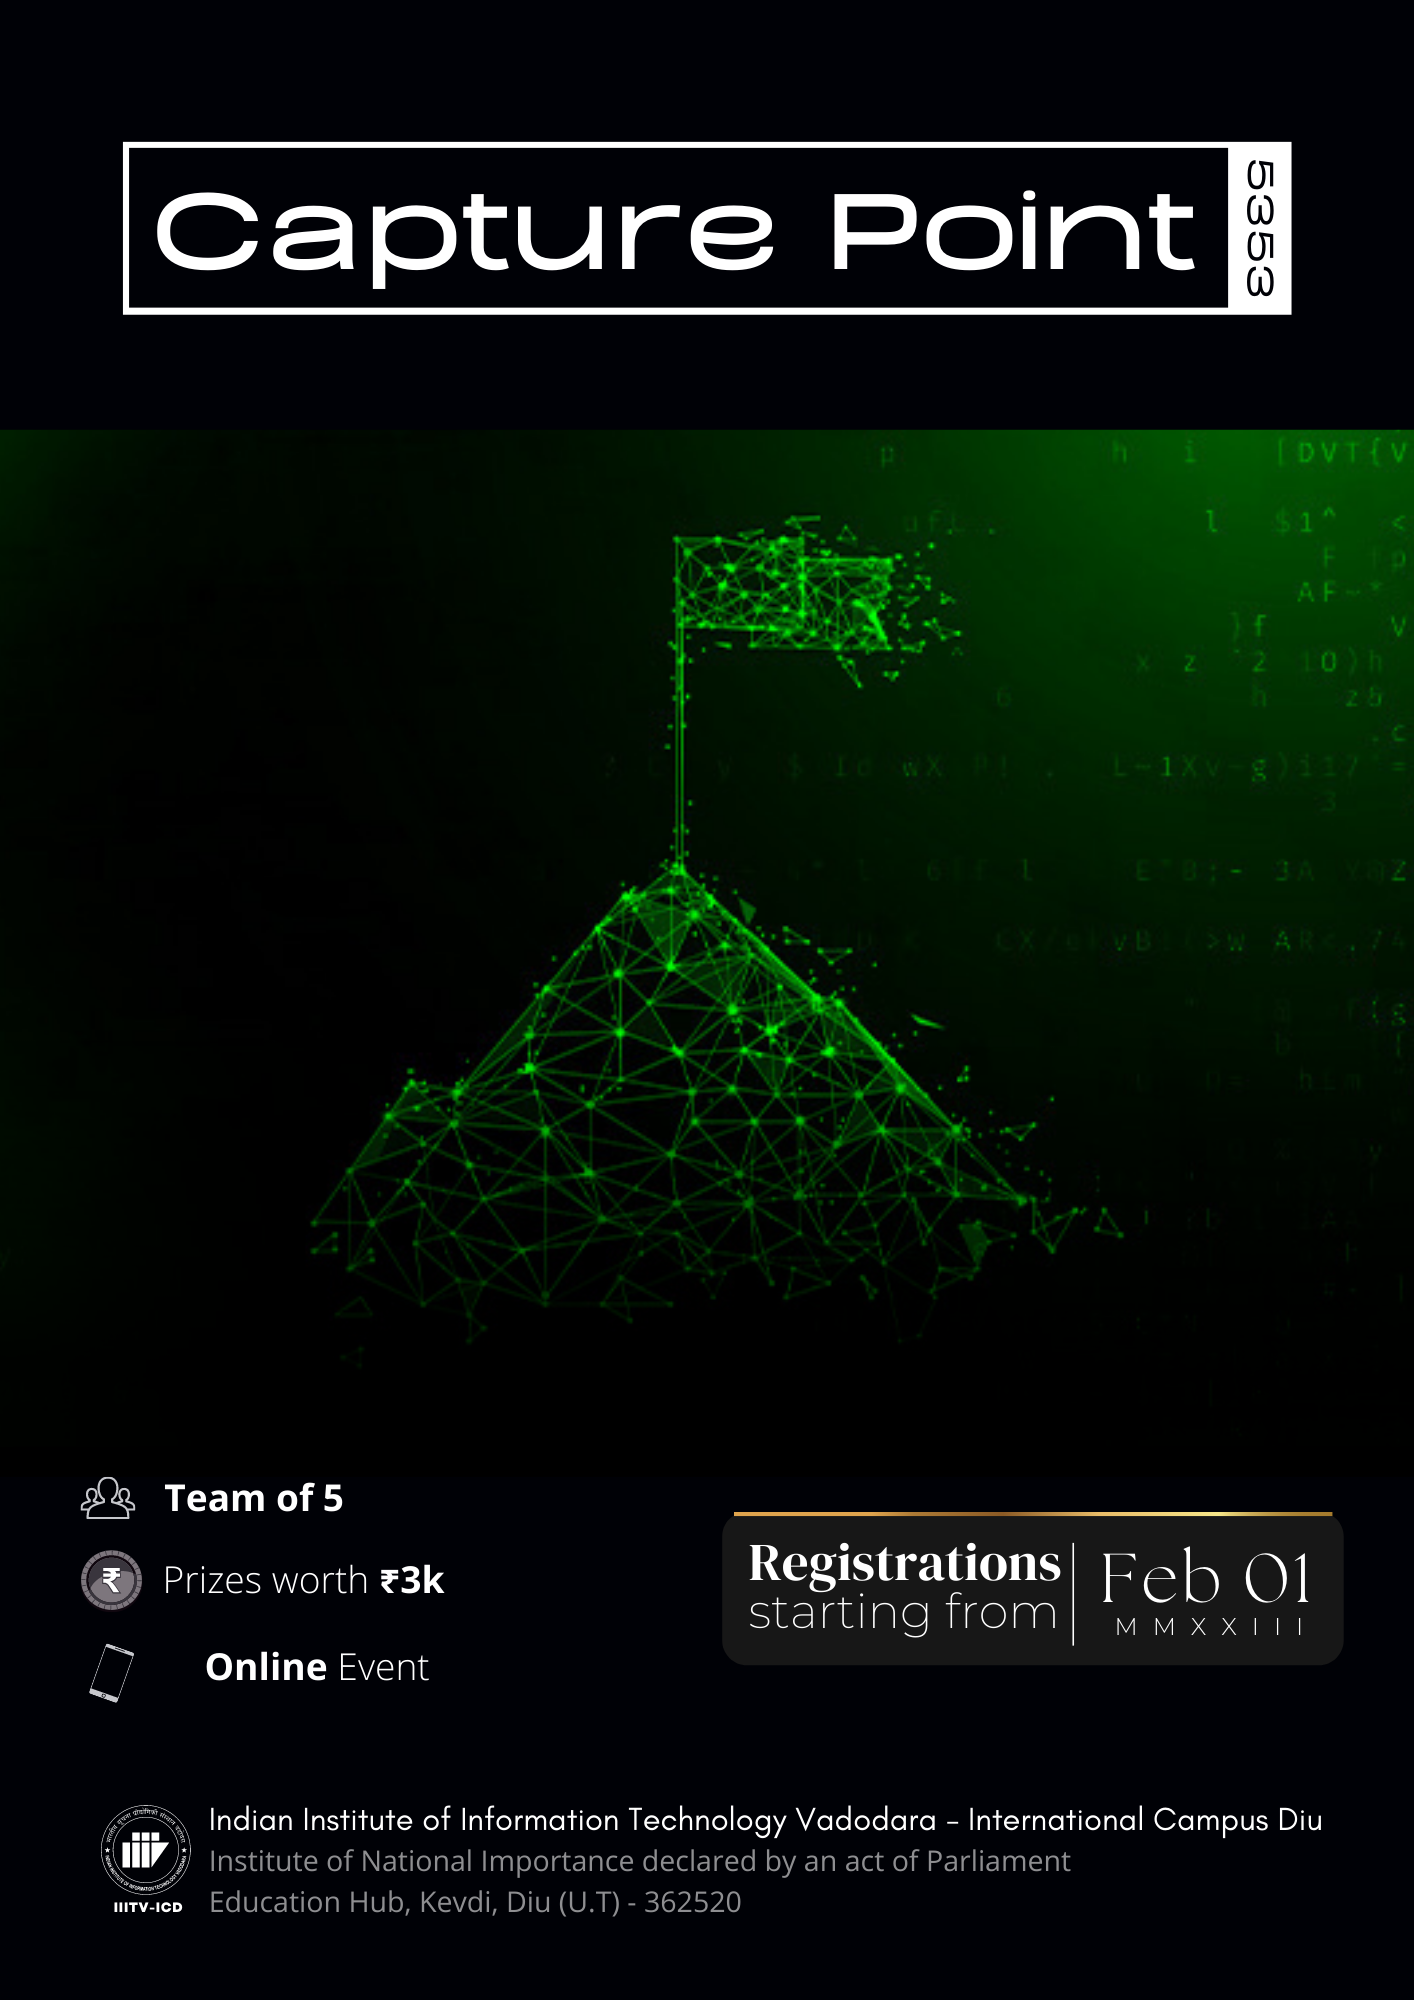 Capture Point
5353
Team of 5
Prizes worth ₹3k
Online Event
Registrations
starting from
Feb 01
MMXXIII
Indian Institute of Information Technology Vadodara - International Campus Diu
Institute of National Importance declared by an act of Parliament
Education Hub, Kevdi, Diu (U.T) - 362520
IIITV-ICD